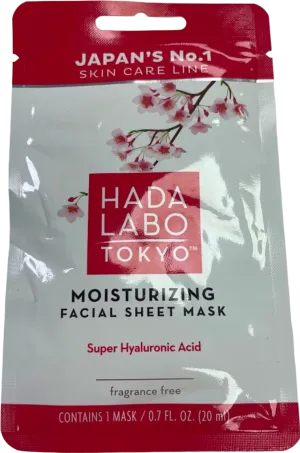 JAPAN'S No.1
SKIN CARE LINE
HADA
LABO
TOKYO™
MOISTURIZING
FACIAL SHEET MASK
Super Hyaluronic Acid
fragrance free
CONTAINS 1 MASK / 0.7 FL. OZ. (20 ml)